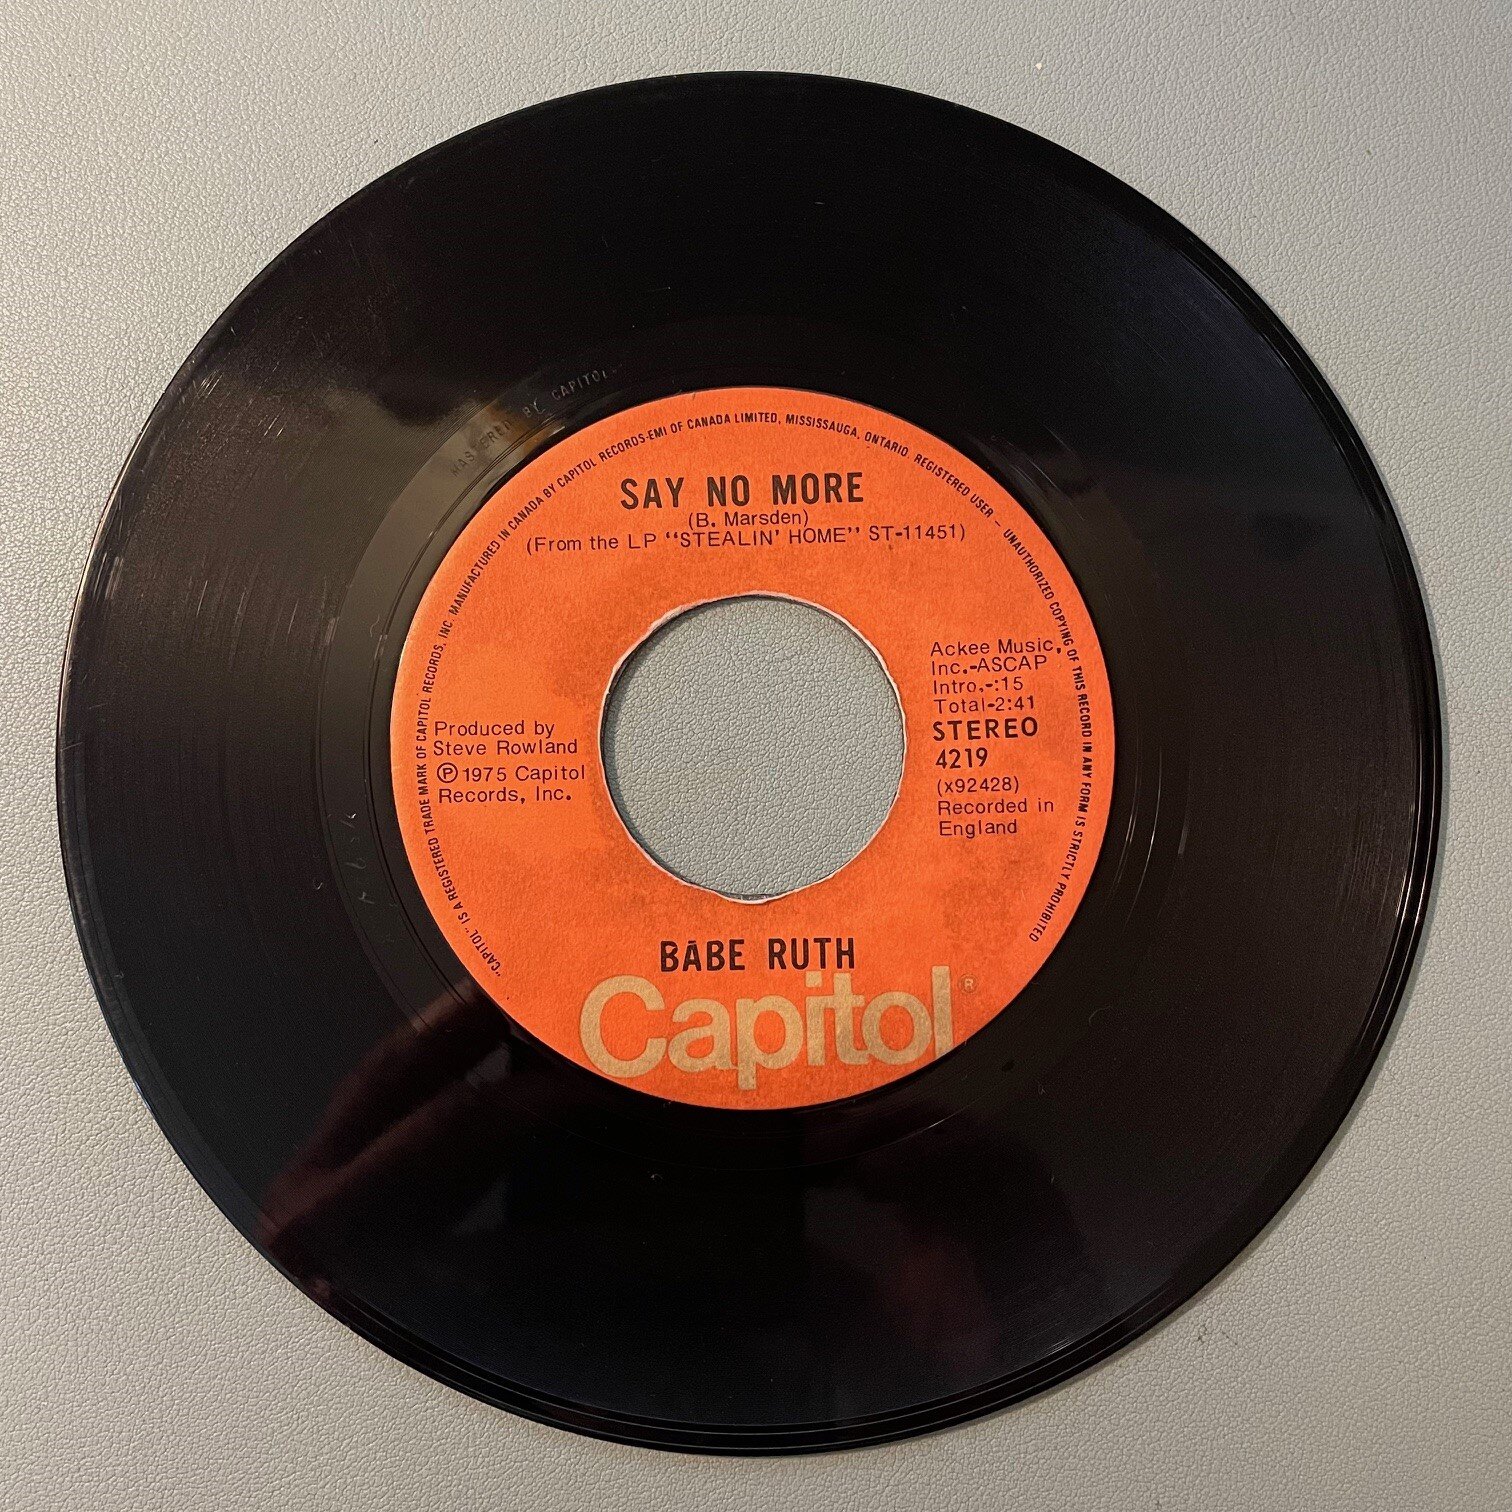 MASTERED BY CAPITOL
"CAPITOL" IS A REGISTERED TRADE MARK OF CAPITOL RECORDS, INC. MANUFACTURED IN CANADA BY CAPITOL RECORDS-EMI OF CANADA LIMITED, MISSISSAUGA, ONTARIO. REGISTERED USER – UNAUTHORIZED COPYING OF THIS RECORD IN ANY FORM IS STRICTLY PROHIBITED
SAY NO MORE
(B. Marsden)
(From the LP "STEALIN' HOME" ST-11451)
Produced by
Steve Rowland
℗ 1975 Capitol
Records, Inc.
Ackee Music,
Inc.-ASCAP
Intro.-:15
Total-2:41
STEREO
4219
(x92428)
Recorded in
England
BABE RUTH
Capitol®